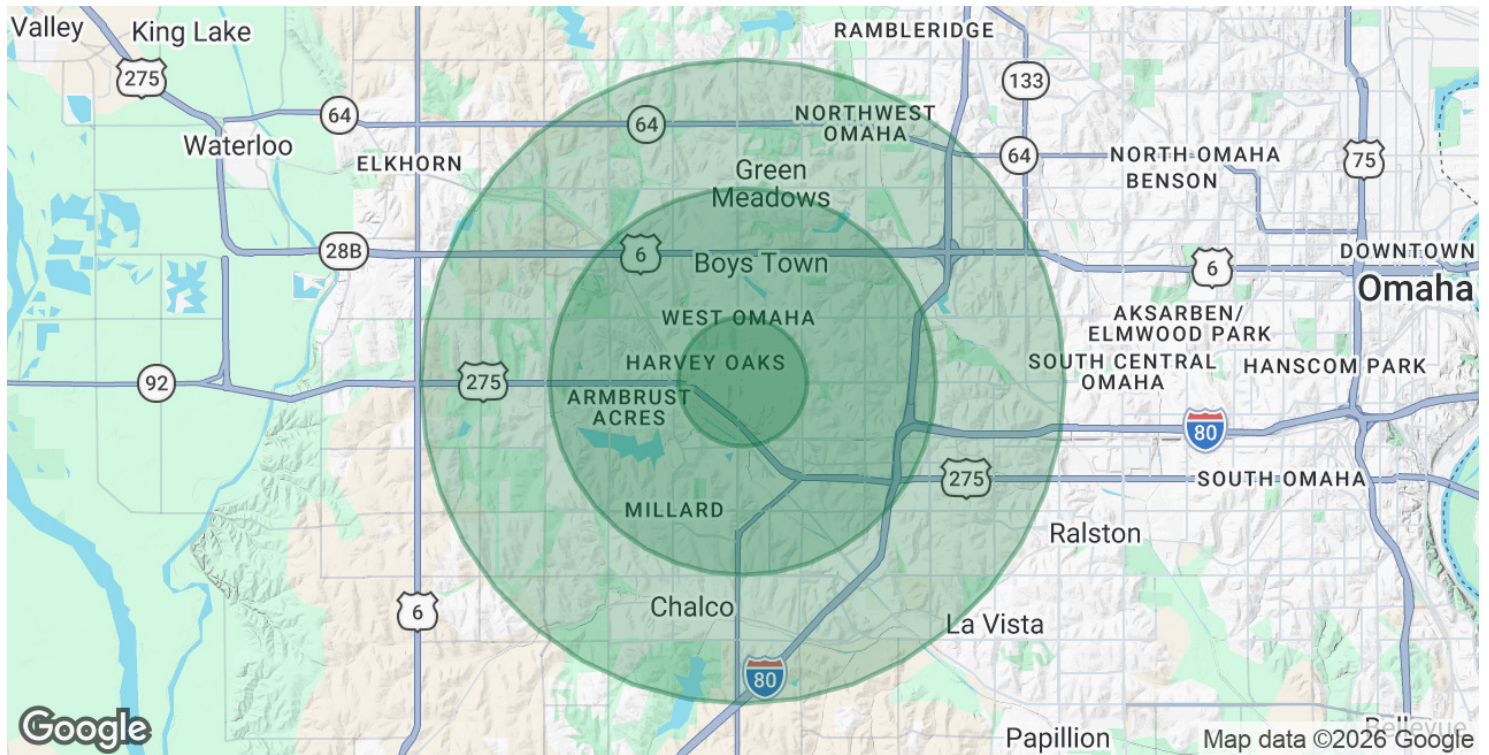 Valley
King Lake
RAMBLERIDGE
275
133
64
64
NORTHWEST
OMAHA
Waterloo
ELKHORN
64
NORTH OMAHA
75
Green
Meadows
BENSON
28B
6
Boys Town
6
DOWNTOWN
Omaha
WEST OMAHA
AKSARBEN/
ELMWOOD PARK
HARVEY OAKS
SOUTH CENTRAL
OMAHA
HANSCOM PARK
92
275
ARMBRUST
ACRES
80
275
SOUTH OMAHA
MILLARD
Ralston
6
Chalco
La Vista
80
Google
Papillion
Bellevue
Map data ©2026 Google